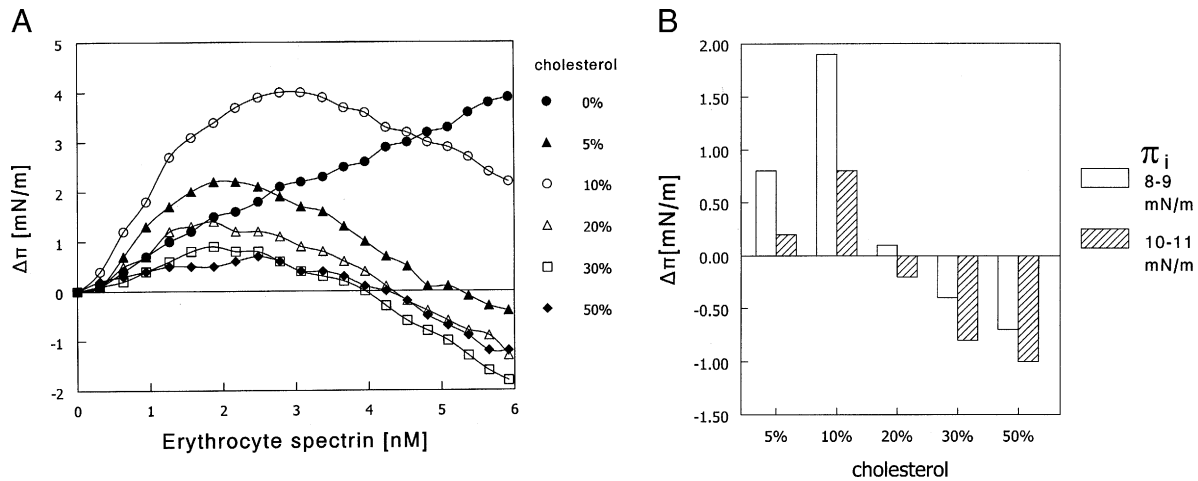 A
5
4
3
2
1
0
-1
-2
Δπ [mN/m]
0 1 2 3 4 5 6
Erythrocyte spectrin [nM]
cholesterol
0%
5%
10%
20%
30%
50%
B
2.00
1.50
1.00
0.50
0.00
-0.50
-1.00
-1.50
Δπ[mN/m]
5% 10% 20% 30% 50%
cholesterol
π i
8-9
mN/m
10-11
mN/m